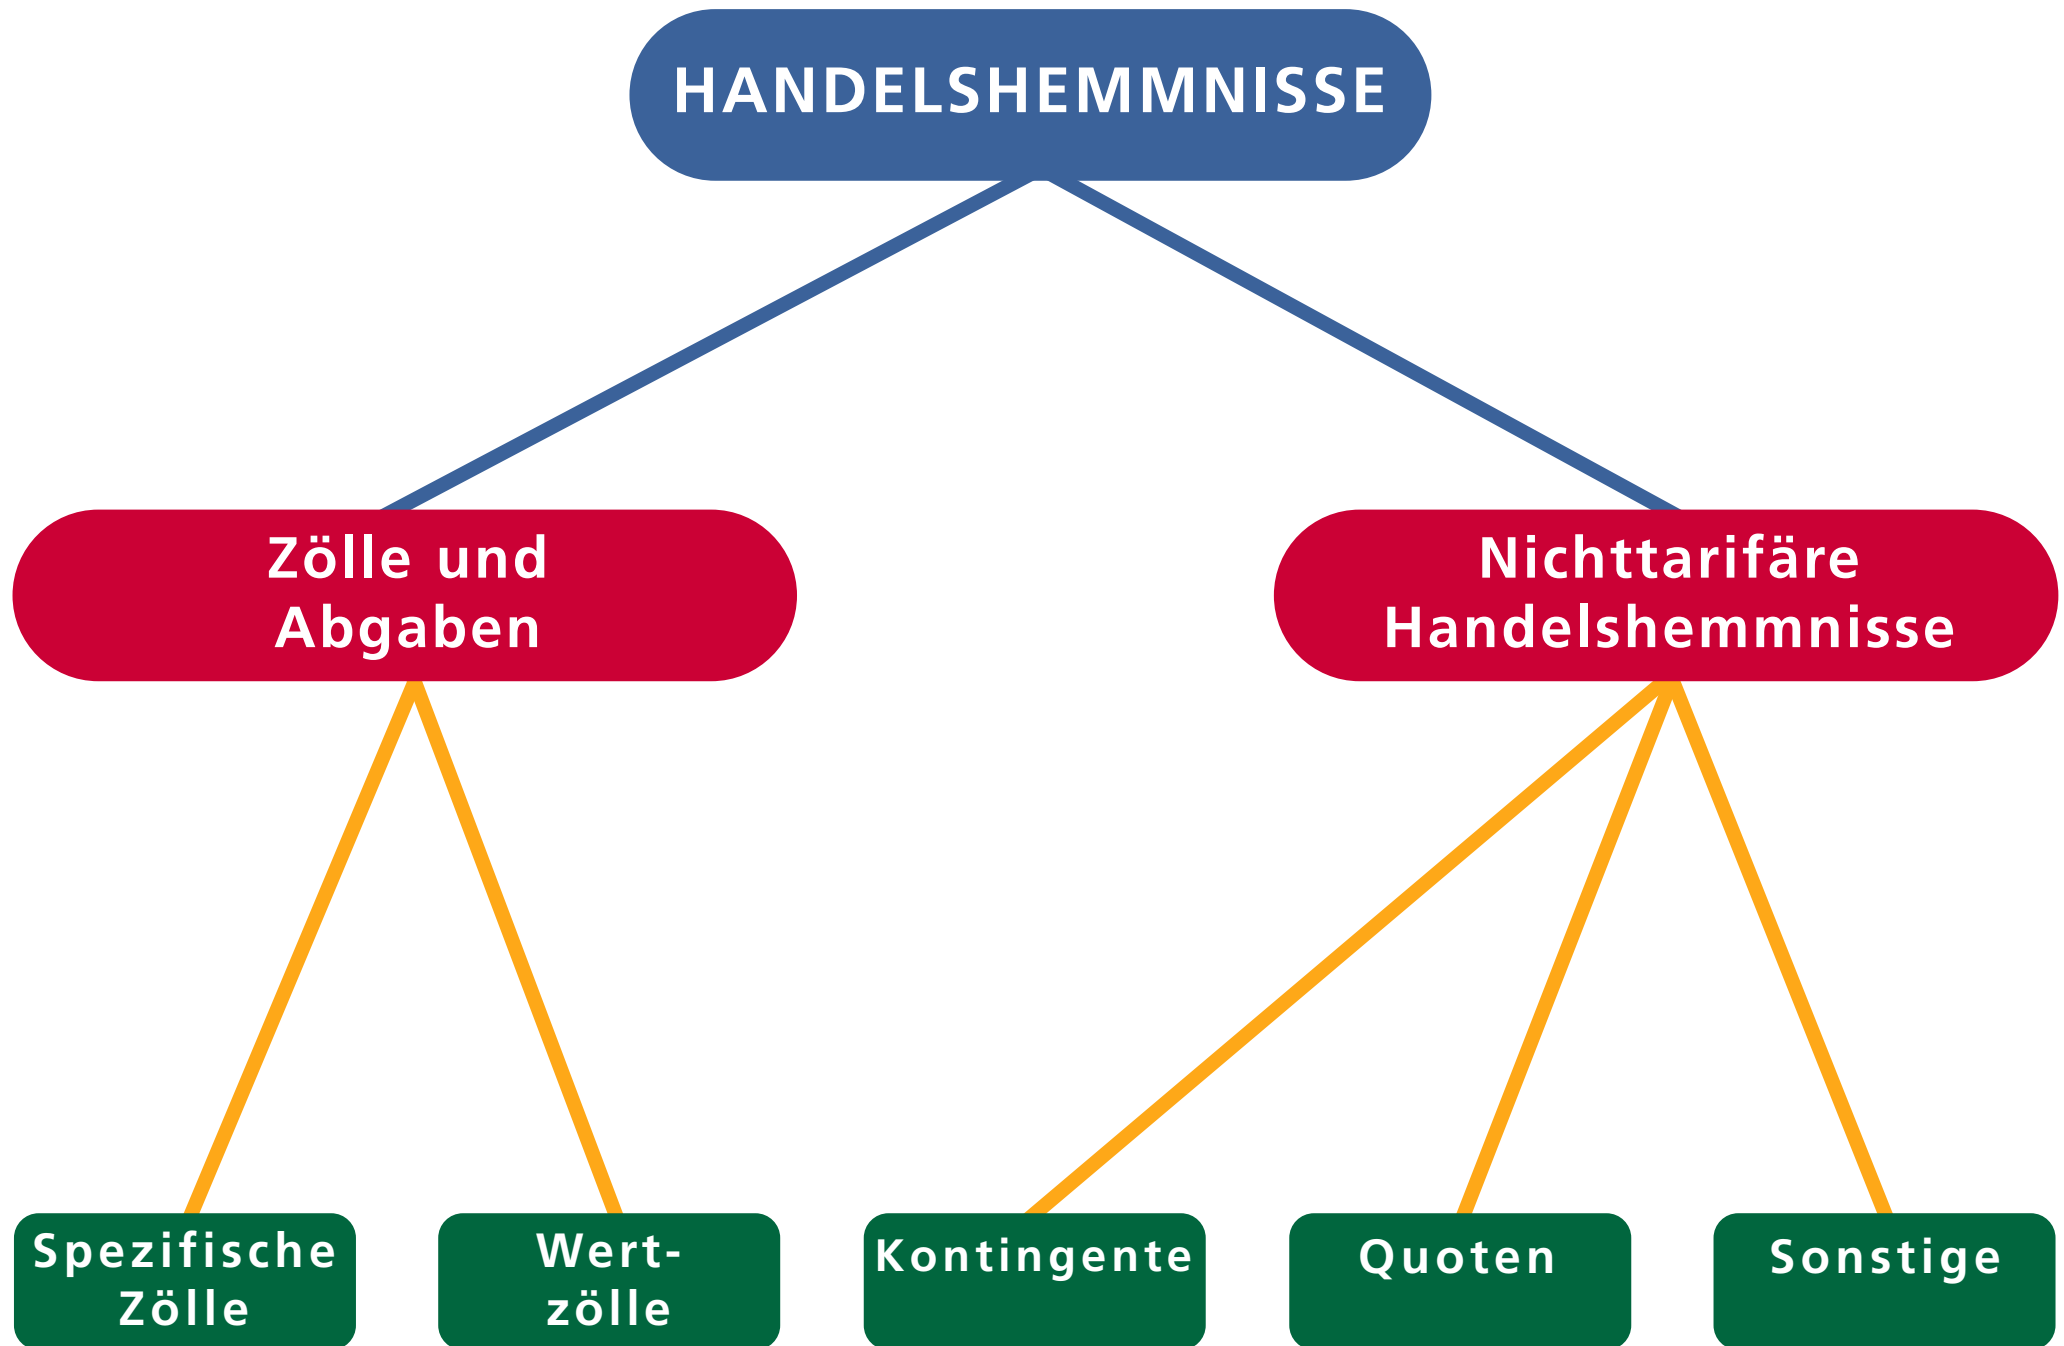 HANDELSHEMMNISSE
Zölle und
Abgaben
Nichttarifäre
Handelshemmnisse
Spezifische
Zölle
Wert-
zölle
Kontingente
Quoten
Sonstige